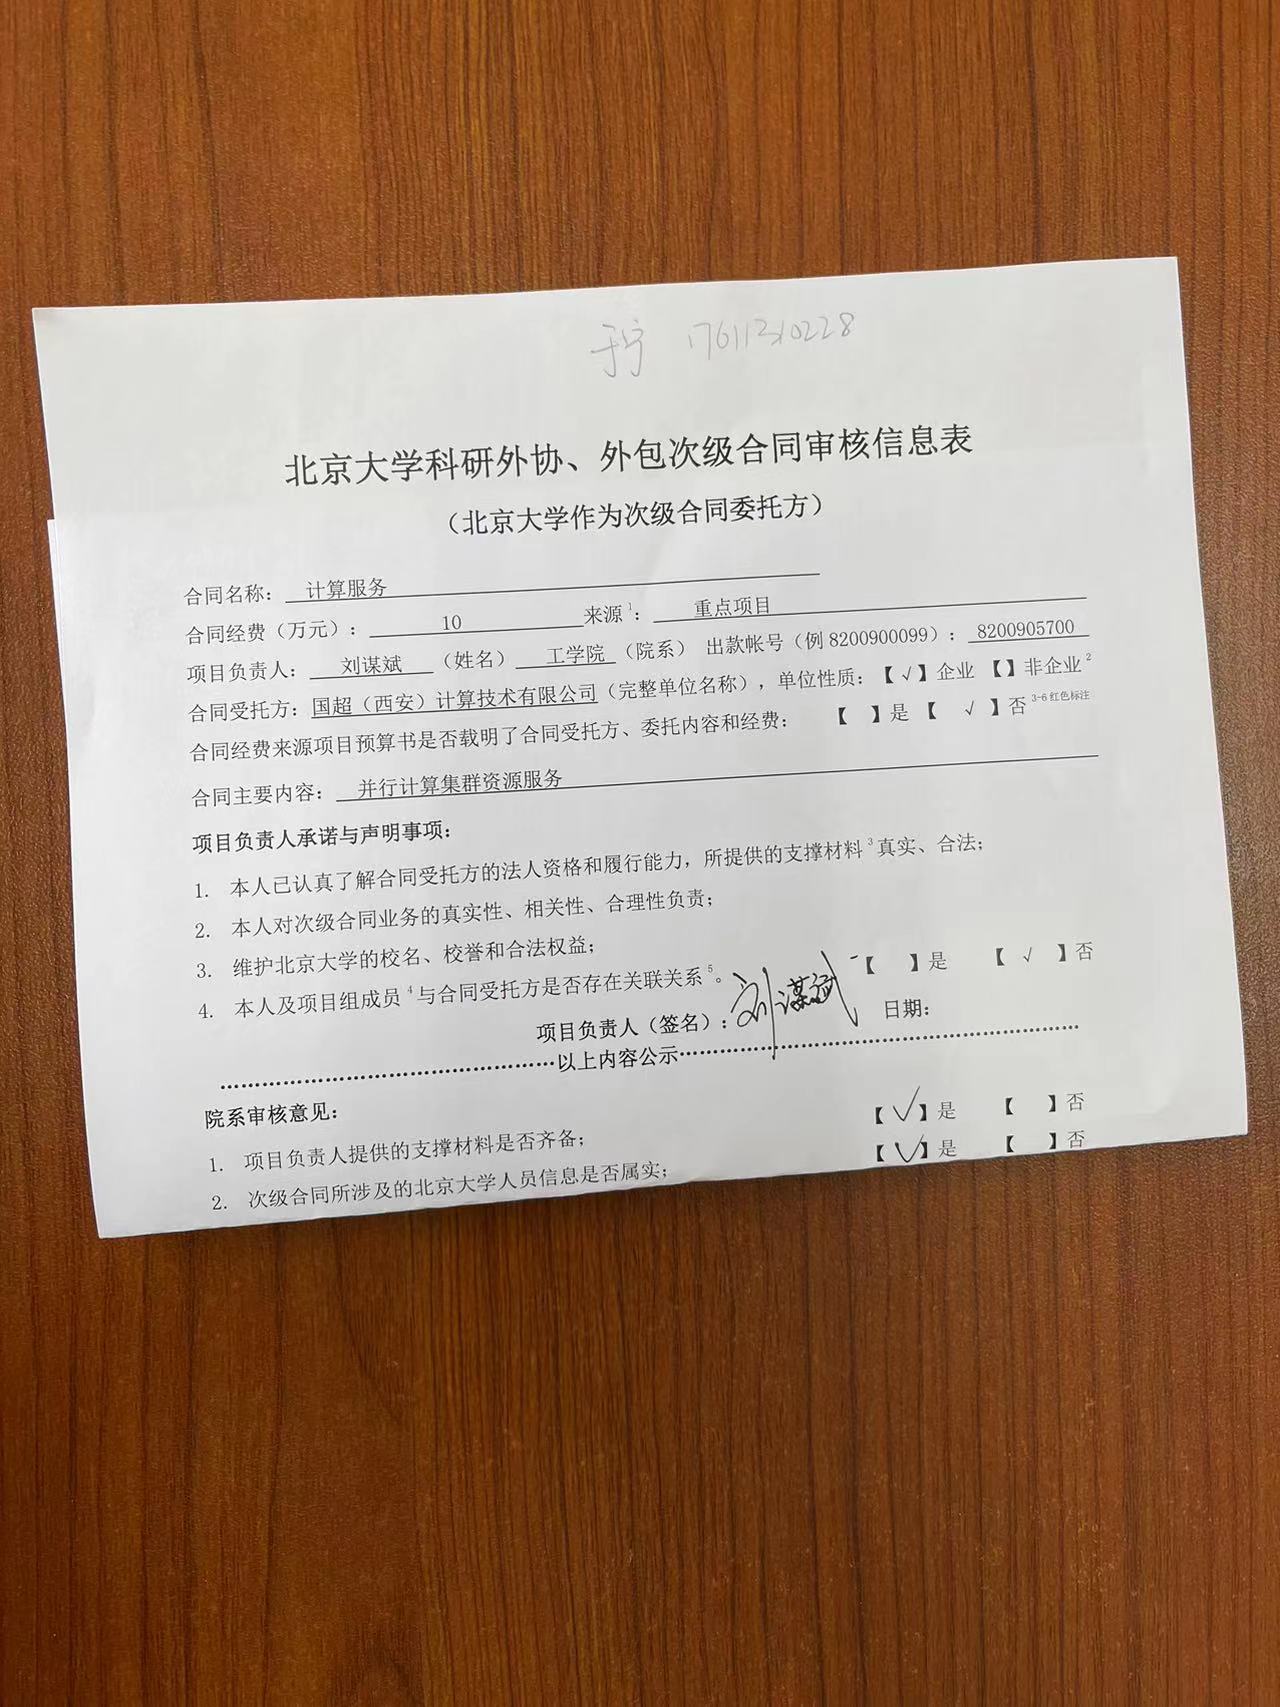 于宁 17611210228
北京大学科研外协、外包次级合同审核信息表
（北京大学作为次级合同委托方）
合同名称： 计算服务
合同经费（万元）： 10 来源1： 重点项目
项目负责人： 刘谋斌 （姓名） 工学院 （院系） 出款帐号（例 8200900099）： 8200905700
合同受托方：国超（西安）计算技术有限公司（完整单位名称），单位性质：【√】企业 【】非企业2
合同经费来源项目预算书是否载明了合同受托方、委托内容和经费： 【 】是【 √ 】否 3-6红色标注
合同主要内容： 并行计算集群资源服务
项目负责人承诺与声明事项：
1. 本人已认真了解合同受托方的法人资格和履行能力，所提供的支撑材料3真实、合法；
2. 本人对次级合同业务的真实性、相关性、合理性负责；
3. 维护北京大学的校名、校誉和合法权益；
4. 本人及项目组成员4与合同受托方是否存在关联关系5。 【 】是 【 √ 】否
项目负责人（签名）：刘谋斌 日期：
………………………………………………以上内容公示………………………………………………
院系审核意见：
1. 项目负责人提供的支撑材料是否齐备； 【√】是 【 】否
2. 次级合同所涉及的北京大学人员信息是否属实； 【√】是 【 】否